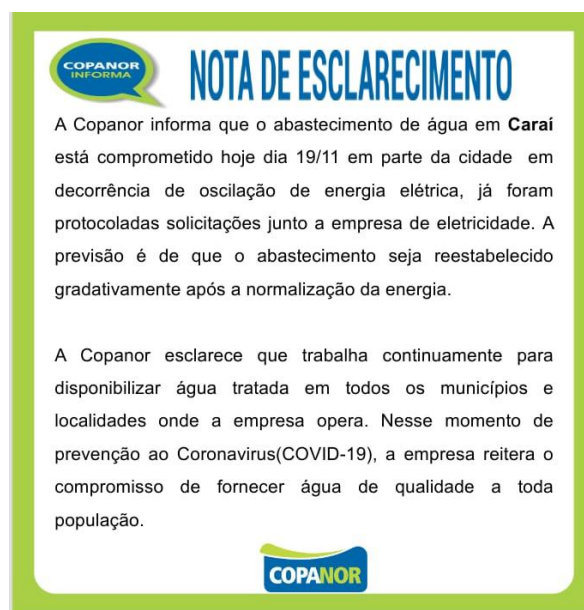 COPANOR
INFORMA
NOTA DE ESCLARECIMENTO
A Copanor informa que o abastecimento de água em Caraí
está comprometido hoje dia 19/11 em parte da cidade em
decorrência de oscilação de energia elétrica, já foram
protocoladas solicitações junto a empresa de eletricidade. A
previsão é de que o abastecimento seja reestabelecido
gradativamente após a normalização da energia.
A Copanor esclarece que trabalha continuamente para
disponibilizar água tratada em todos os municípios e
localidades onde a empresa opera. Nesse momento de
prevenção ao Coronavirus(COVID-19), a empresa reitera o
compromisso de fornecer água de qualidade a toda
população.
COPANOR